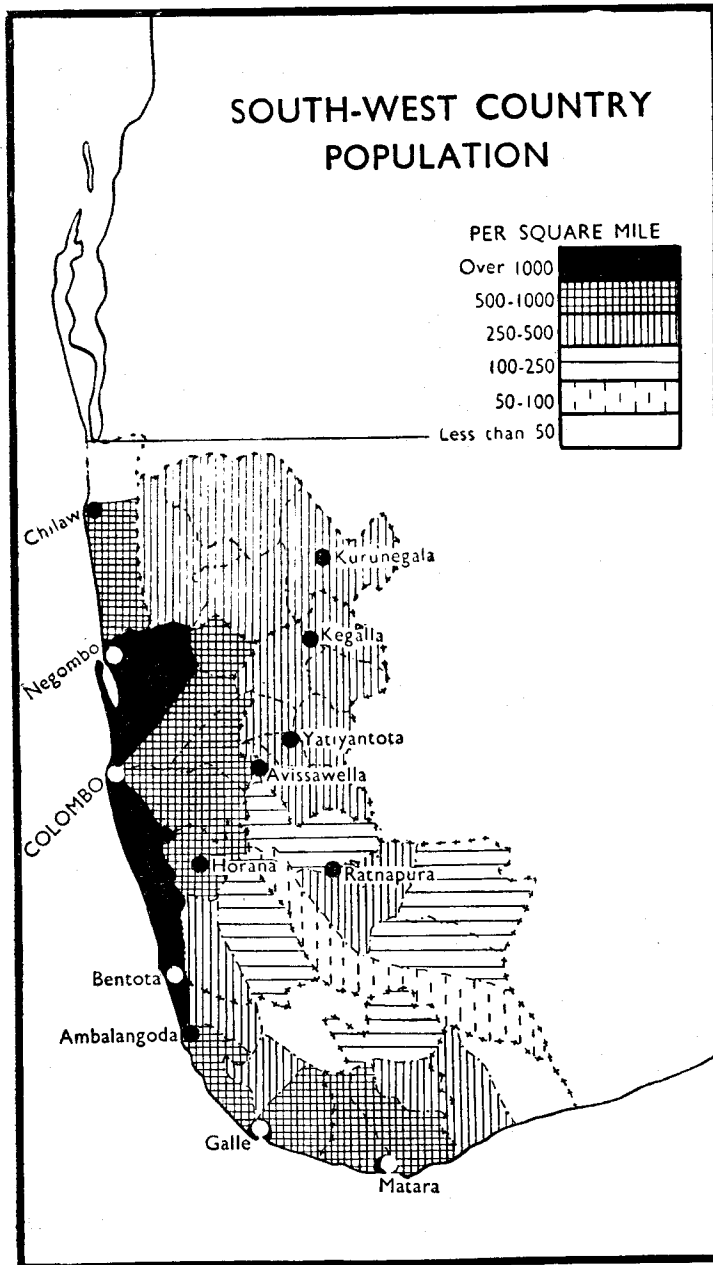 SOUTH-WEST COUNTRY
POPULATION
PER SQUARE MILE
Over 1000
500-1000
250-500
100-250
50-100
Less than 50
Chilaw
Kurunegala
Kegalla
Negombo
Yatiyantota
Avissawella
COLOMBO
Horana
Ratnapura
Bentota
Ambalangoda
Galle
Matara